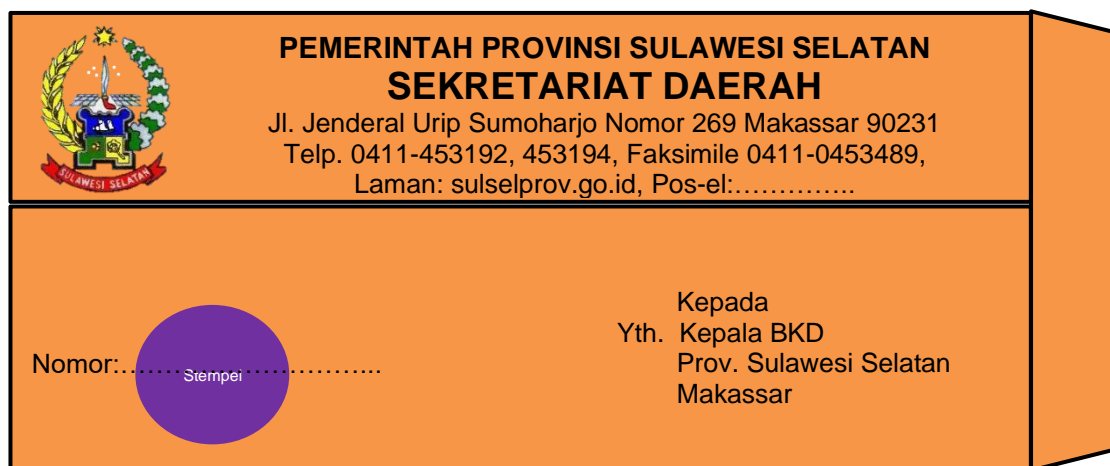 PEMERINTAH PROVINSI SULAWESI SELATAN
SEKRETARIAT DAERAH
Jl. Jenderal Urip Sumoharjo Nomor 269 Makassar 90231
Telp. 0411-453192, 453194, Faksimile 0411-0453489,
Laman: sulselprov.go.id, Pos-el:…………..
SULAWESI SELATAN
Kepada
Yth. Kepala BKD
Prov. Sulawesi Selatan
Makassar
Nomor:………………………...
Stempel